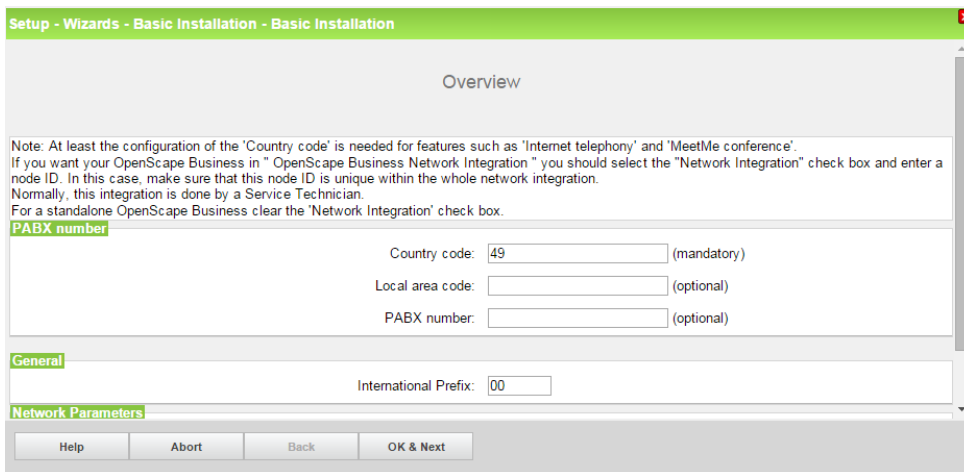 Setup - Wizards - Basic Installation - Basic Installation
Overview
Note: At least the configuration of the 'Country code' is needed for features such as 'Internet telephony' and 'MeetMe conference'.
If you want your OpenScape Business in " OpenScape Business Network Integration " you should select the "Network Integration" check box and enter a
node ID. In this case, make sure that this node ID is unique within the whole network integration.
Normally, this integration is done by a Service Technician.
For a standalone OpenScape Business clear the 'Network Integration' check box.
PABX number
Country code: 49 (mandatory)
Local area code: (optional)
PABX number: (optional)
General
International Prefix: 00
Network Parameters
Help Abort Back OK & Next